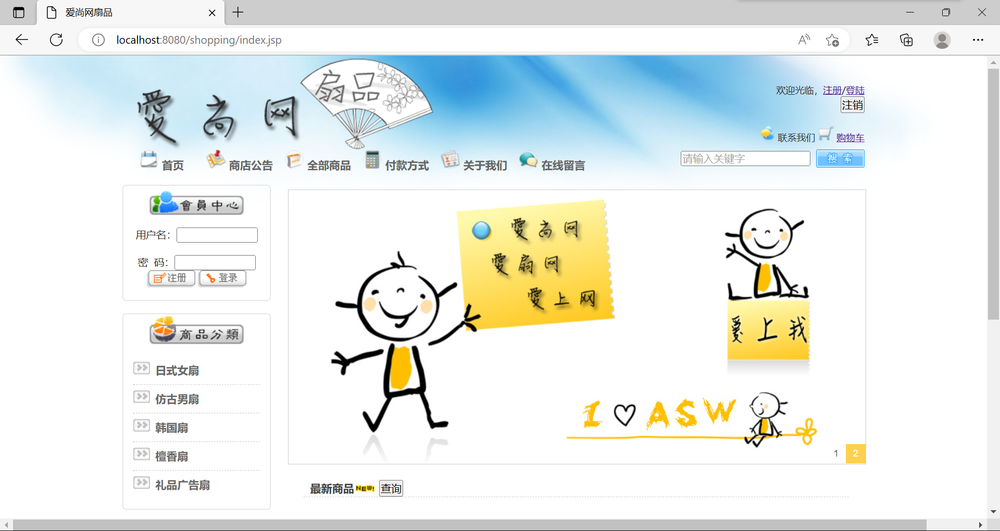 爱尚网扇品
localhost:8080/shopping/index.jsp
愛尚网
扇品
欢迎光临，注册/登陆
注销
联系我们 购物车
首页 商店公告 全部商品 付款方式 关于我们 在线留言
请输入关键字 搜 索
會員中心
用户名：
密 码：
注册 登录
商品分類
日式女扇
仿古男扇
韩国扇
檀香扇
礼品广告扇
愛尚网
愛扇网
愛上网
愛上我
I ♡ ASW
1 2
最新商品 NEW! 查询